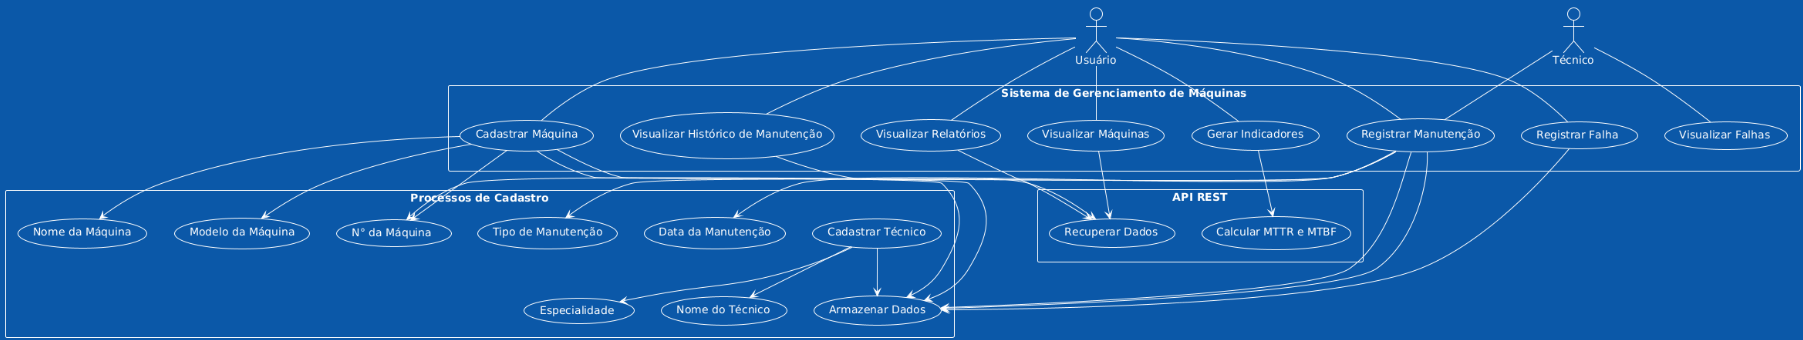 Usuário
Técnico
Sistema de Gerenciamento de Máquinas
Cadastrar Máquina
Visualizar Histórico de Manutenção
Visualizar Relatórios
Visualizar Máquinas
Gerar Indicadores
Registrar Manutenção
Registrar Falha
Visualizar Falhas
Processos de Cadastro
API REST
Nome da Máquina
Modelo da Máquina
N° da Máquina
Tipo de Manutenção
Data da Manutenção
Cadastrar Técnico
Recuperar Dados
Calcular MTTR e MTBF
Especialidade
Nome do Técnico
Armazenar Dados